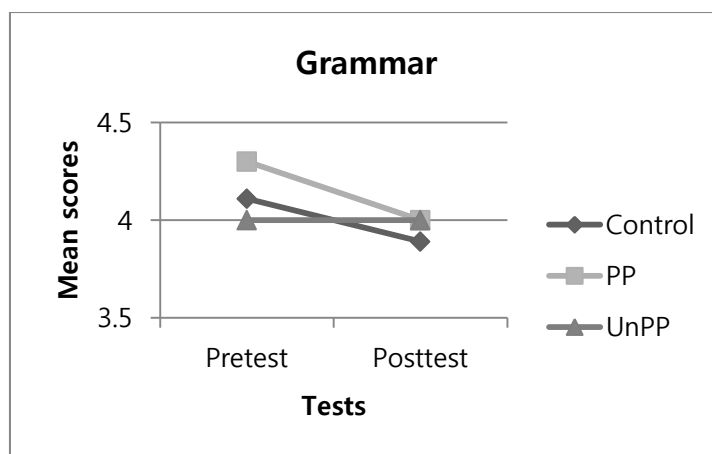 Grammar
4.5
4
3.5
Mean scores
Pretest Posttest
Tests
Control
PP
UnPP